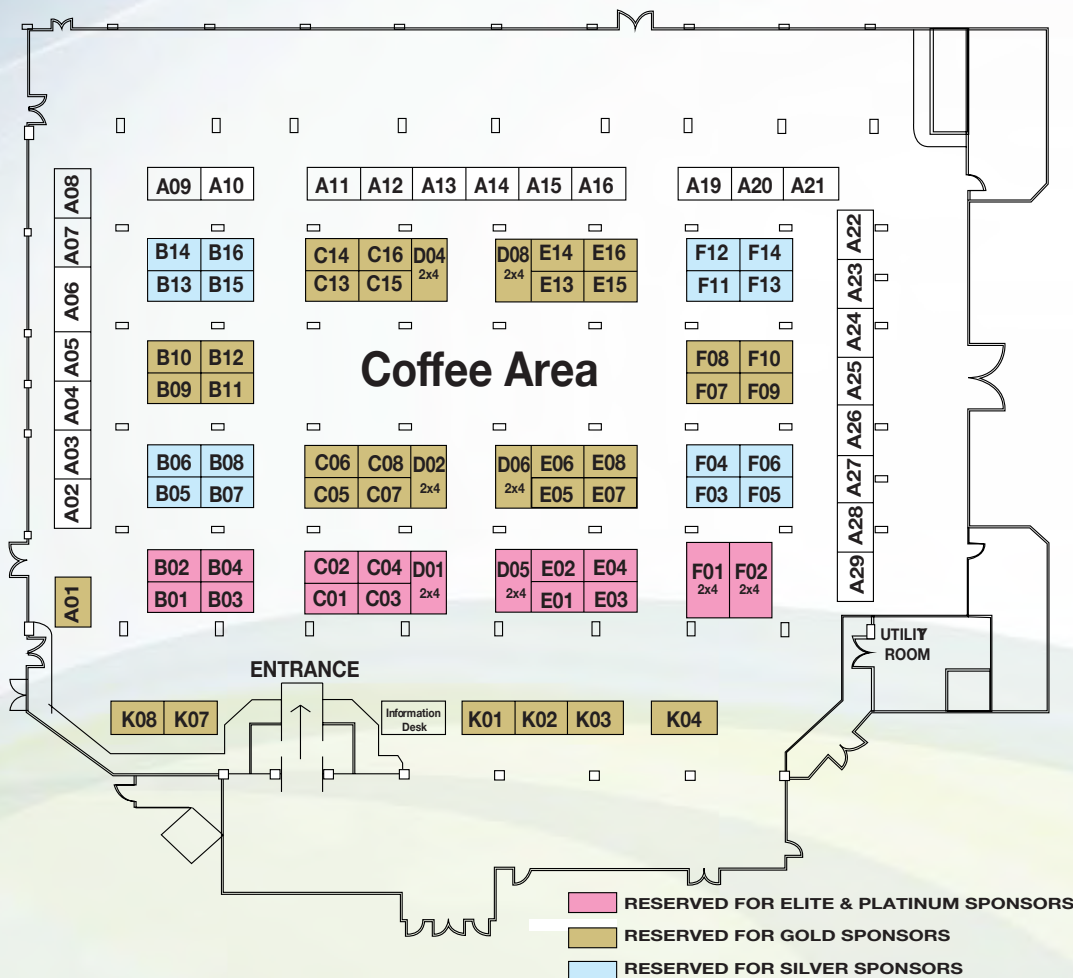 A09 A10 A11 A12 A13 A14 A15 A16 A19 A20 A21
A08
A07
A06
A05
A04
A03
A02
A01
B14 B16
B13 B15
C14 C16 D04
2x4
C13 C15
D08 E14 E16
2x4
E13 E15
F12 F14
F11 F13
A22
A23
A24
A25
A26
A27
A28
A29
B10 B12
B09 B11
Coffee Area
F08 F10
F07 F09
B06 B08
B05 B07
C06 C08 D02
C05 C07 2x4
D06 E06 E08
2x4 E05 E07
F04 F06
F03 F05
B02 B04
B01 B03
C02 C04 D01
C01 C03 2x4
D05 E02 E04
2x4 E01 E03
F01 F02
2x4 2x4
UTILITY
ROOM
ENTRANCE
K08 K07
Information
Desk
K01 K02 K03
K04
RESERVED FOR ELITE & PLATINUM SPONSORS
RESERVED FOR GOLD SPONSORS
RESERVED FOR SILVER SPONSORS